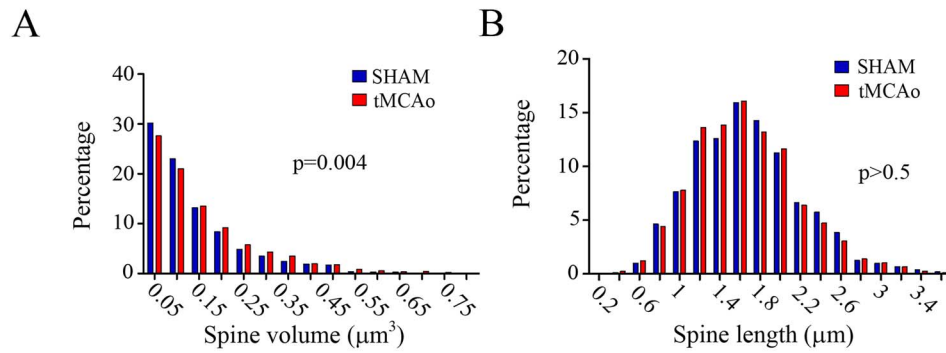 A
40
30
20
10
0
Percentage
SHAM
tMCAo
p=0.004
0.05
0.15
0.25
0.35
0.45
0.55
0.65
0.75
Spine volume (μm³)
B
20
15
10
5
0
Percentage
SHAM
tMCAo
p>0.5
0.2
0.6
1
1.4
1.8
2.2
2.6
3
3.4
Spine length (μm)